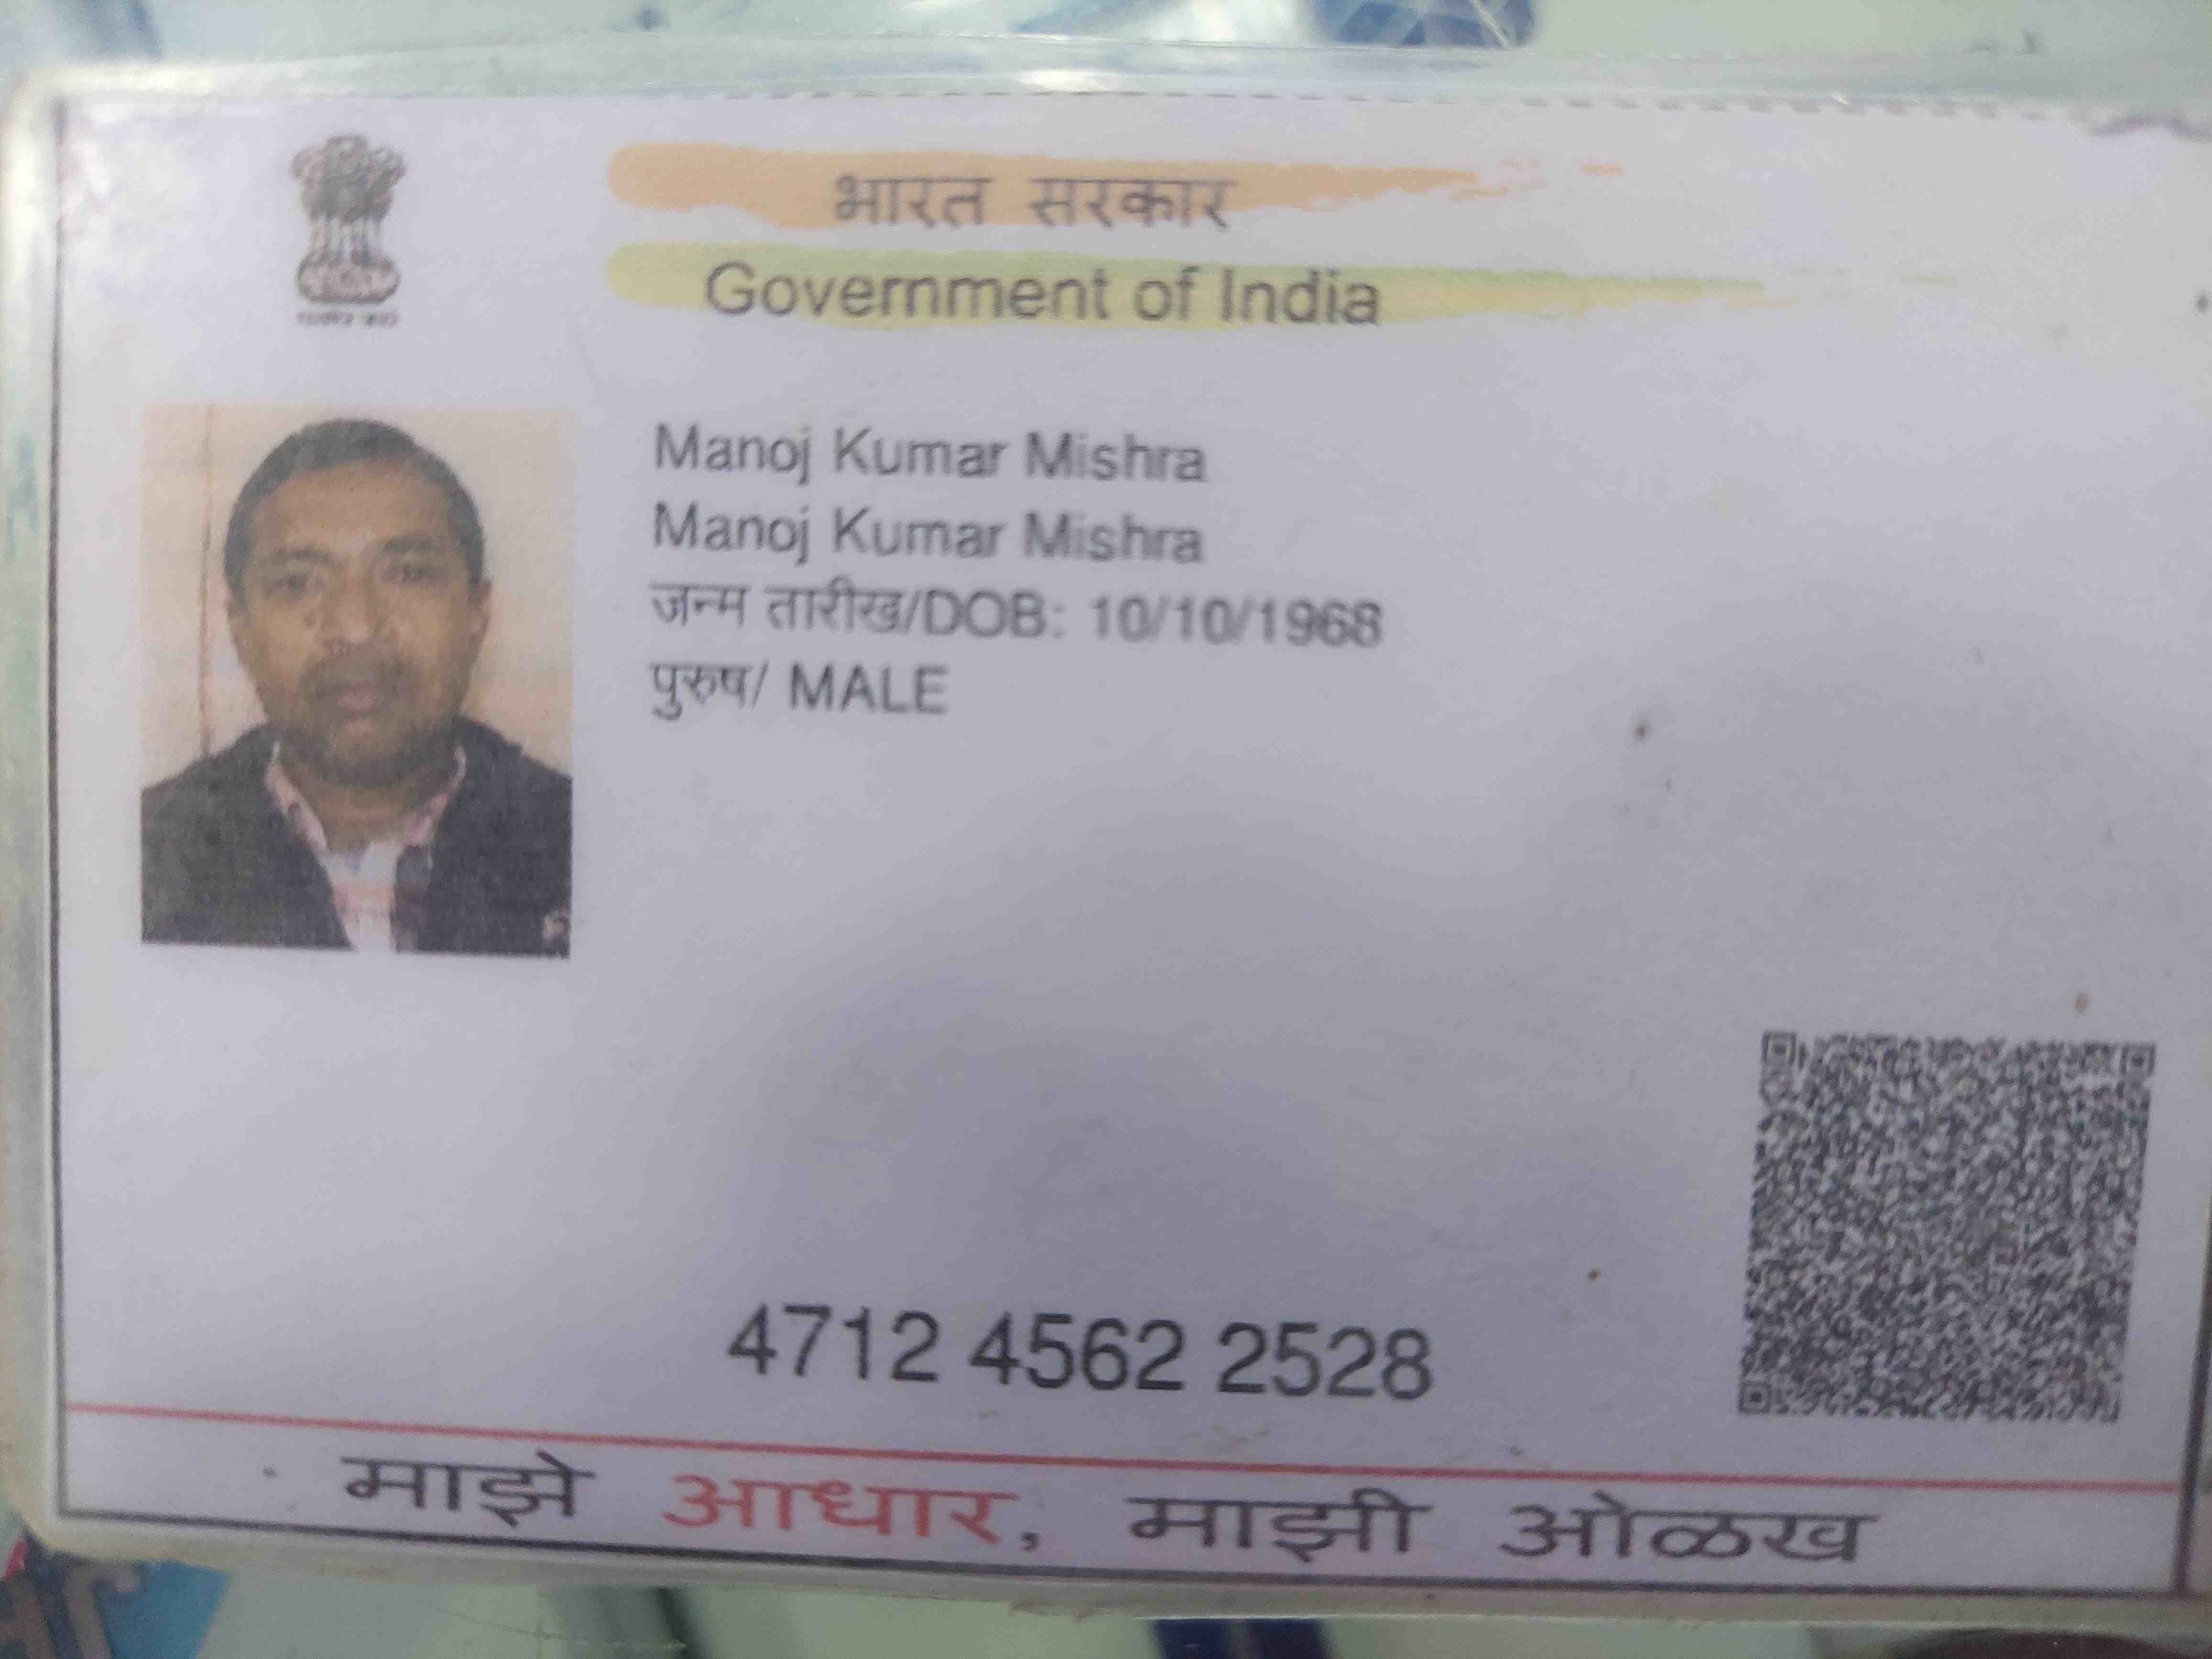 भारत सरकार
Government of India
Manoj Kumar Mishra
Manoj Kumar Mishra
जन्म तारीख/DOB: 10/10/1968
पुरुष/ MALE
4712 4562 2528
माझे आधार, माझी ओळख